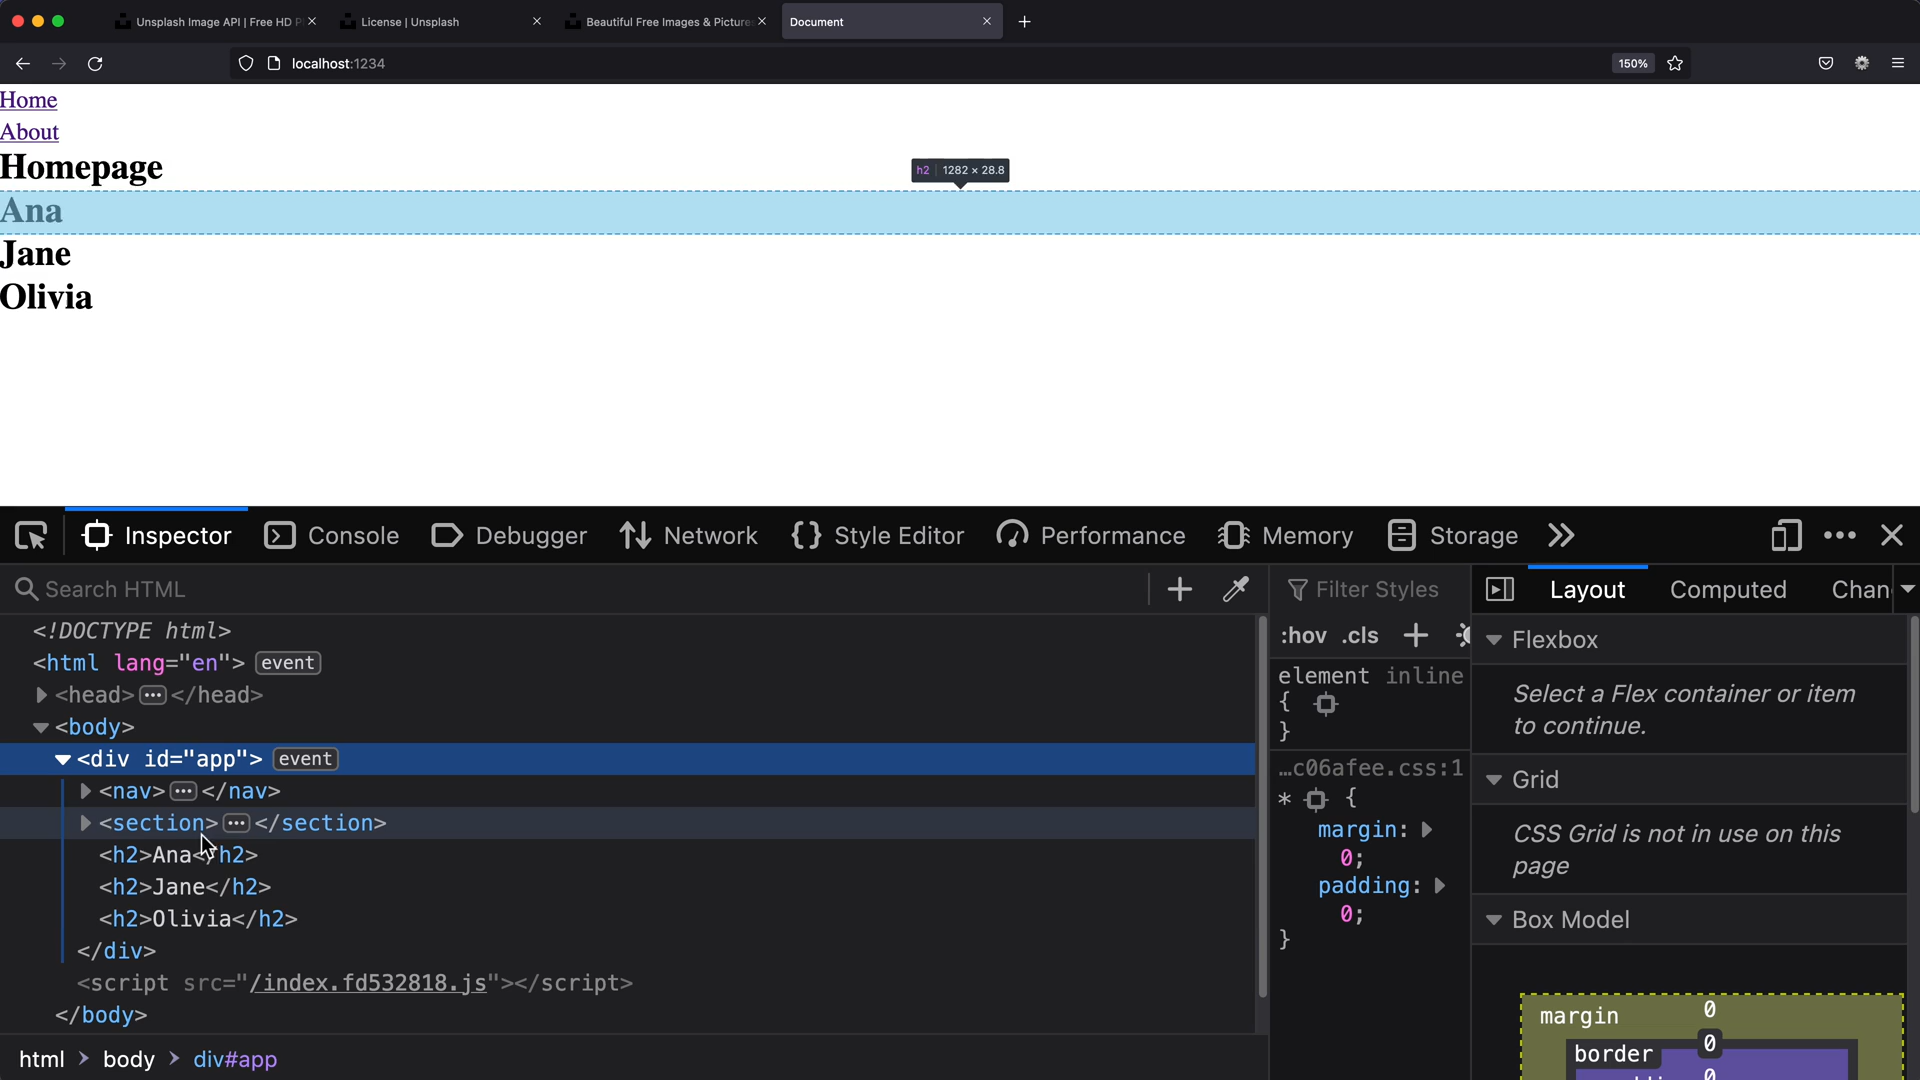 Unsplash Image API | Free HD P
License | Unsplash
Beautiful Free Images & Picture
Document
localhost:1234
150%
Home
About
Homepage
h2 | 1282 × 28.8
Ana
Jane
Olivia
Inspector
Console
Debugger
Network
Style Editor
Performance
Memory
Storage
Search HTML
Filter Styles
Layout
Computed
Chan
:hov .cls
<!DOCTYPE html>
<html lang="en"> event
<head> ••• </head>
<body>
<div id="app"> event
<nav> ••• </nav>
<section> ••• </section>
<h2>Ana</h2>
<h2>Jane</h2>
<h2>Olivia</h2>
</div>
<script src="/index.fd532818.js"></script>
</body>
html > body > div#app
element inline
{
}
…c06afee.css:1
* {
margin:
0;
padding:
0;
}
Flexbox
Select a Flex container or item
to continue.
Grid
CSS Grid is not in use on this
page
Box Model
margin 0
border 0